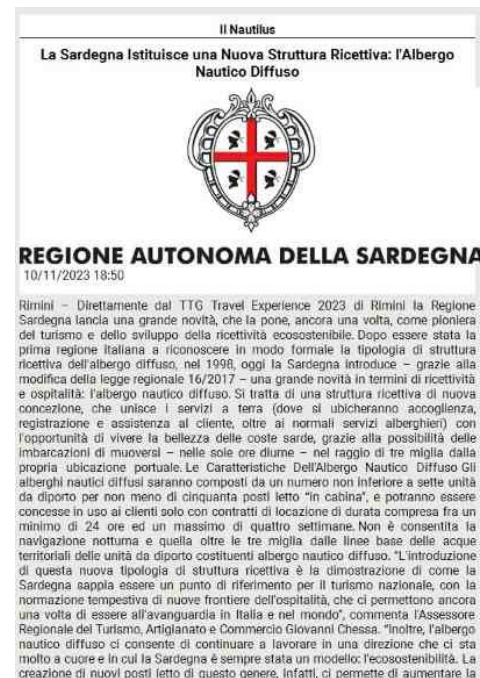 Il Nautilus
La Sardegna Istituisce una Nuova Struttura Ricettiva: l'Albergo
Nautico Diffuso
REGIONE AUTONOMA DELLA SARDEGNA
10/11/2023 18:50
Rimini – Direttamente dal TTG Travel Experience 2023 di Rimini la Regione
Sardegna lancia una grande novità, che la pone, ancora una volta, come pioniera
del turismo e dello sviluppo della ricettività ecosostenibile. Dopo essere stata la
prima regione italiana a riconoscere in modo formale la tipologia di struttura
ricettiva dell'albergo diffuso, nel 1998, oggi la Sardegna introduce – grazie alla
modifica della legge regionale 16/2017 – una grande novità in termini di ricettività
e ospitalità: l'albergo nautico diffuso. Si tratta di una struttura ricettiva di nuova
concezione, che unisce i servizi a terra (dove si ubicheranno accoglienza,
registrazione e assistenza al cliente, oltre ai normali servizi alberghieri) con
l'opportunità di vivere la bellezza delle coste sarde, grazie alla possibilità delle
imbarcazioni di muoversi – nelle sole ore diurne – nel raggio di tre miglia dalla
propria ubicazione portuale. Le Caratteristiche Dell'Albergo Nautico Diffuso Gli
alberghi nautici diffusi saranno composti da un numero non inferiore a sette unità
da diporto per non meno di cinquanta posti letto "in cabina", e potranno essere
concesse in uso ai clienti solo con contratti di locazione di durata compresa fra un
minimo di 24 ore ed un massimo di quattro settimane. Non è consentita la
navigazione notturna e quella oltre le tre miglia dalle linee base delle acque
territoriali delle unità da diporto costituenti albergo nautico diffuso. "L'introduzione
di questa nuova tipologia di struttura ricettiva è la dimostrazione di come la
Sardegna sappia essere un punto di riferimento per il turismo nazionale, con la
normazione tempestiva di nuove frontiere dell'ospitalità, che ci permettono ancora
una volta di essere all'avanguardia in Italia e nel mondo", commenta l'Assessore
Regionale del Turismo, Artigianato e Commercio Giovanni Chessa. "Inoltre, l'albergo
nautico diffuso ci consente di continuare a lavorare in una direzione che ci sta
molto a cuore e in cui la Sardegna è sempre stata un modello: l'ecosostenibilità. La
creazione di nuovi posti letto di questo genere, infatti, ci permette di aumentare la